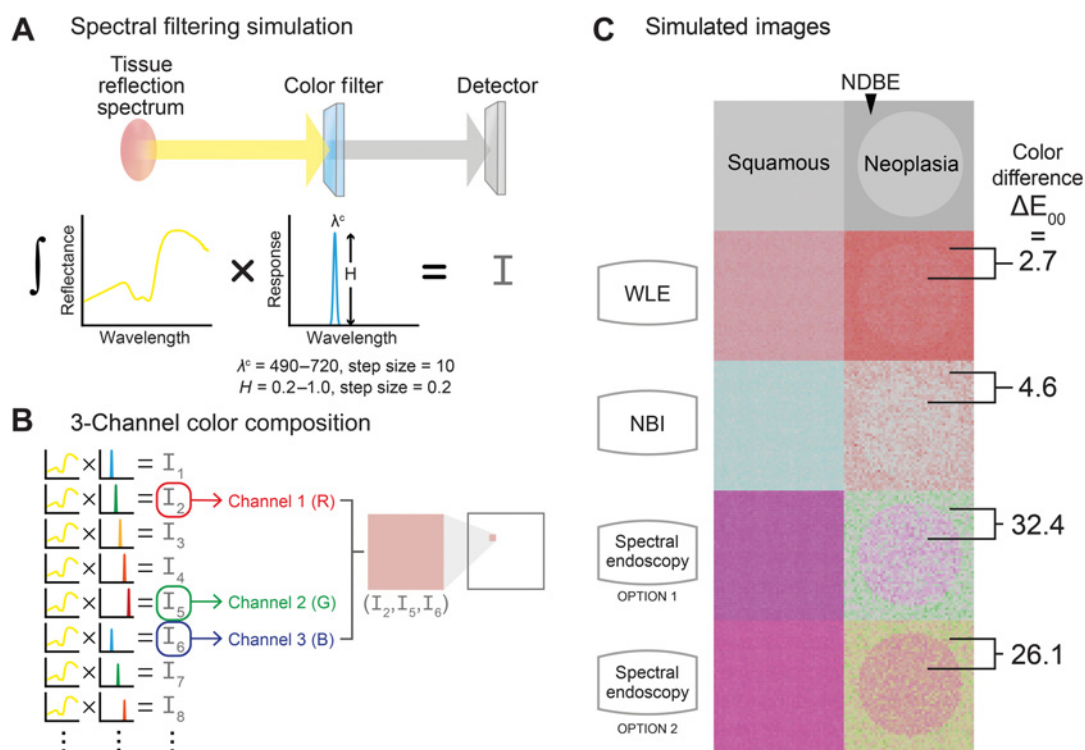 A Spectral filtering simulation
Tissue
reflection
spectrum
Color filter
Detector
∫
Reflectance
Wavelength
×
Response
λᶜ
H
Wavelength
=
I
λᶜ = 490–720, step size = 10
H = 0.2–1.0, step size = 0.2
B 3-Channel color composition
× = I₁
× = I₂ Channel 1 (R)
× = I₃
× = I₄
× = I₅ Channel 2 (G)
× = I₆ Channel 3 (B)
× = I₇
× = I₈
(I₂,I₅,I₆)
C Simulated images
NDBE
Squamous
Neoplasia
Color
difference
ΔE₀₀
=
WLE
2.7
NBI
4.6
Spectral
endoscopy
OPTION 1
32.4
Spectral
endoscopy
OPTION 2
26.1